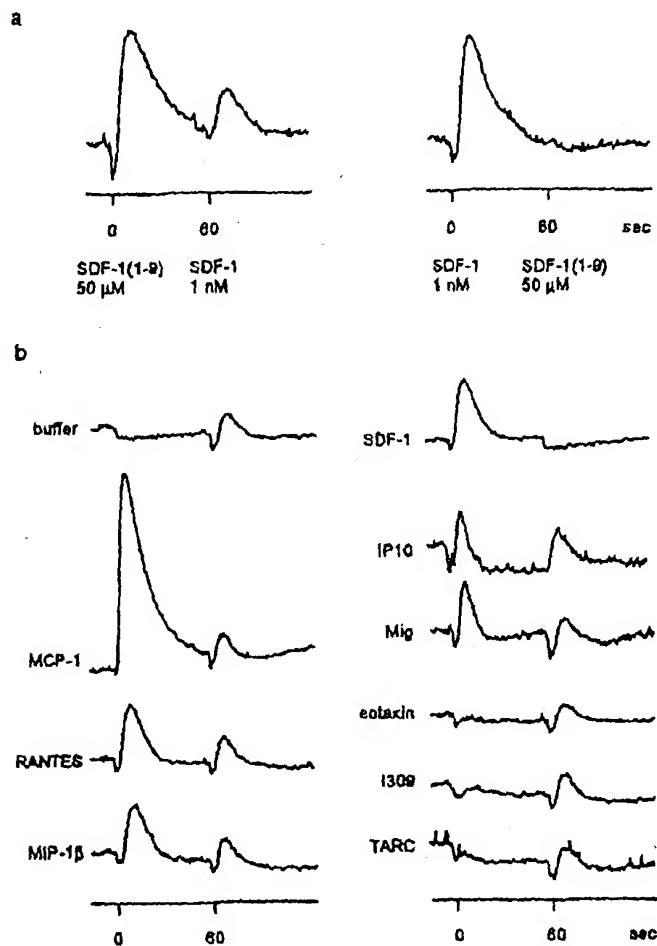 a
0 60
0 60 sec
SDF-1(1-9) SDF-1
50 µM 1 nM
SDF-1 SDF-1(1-9)
1 nM 50 µM
b
buffer
MCP-1
RANTES
MIP-1β
0 60
SDF-1
IP10
Mig
eotaxin
I309
TARC
0 60 sec